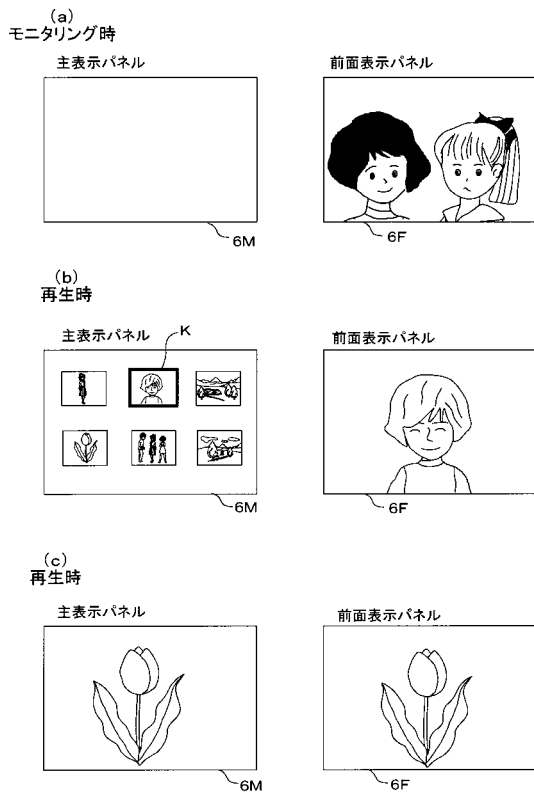 (a)
モニタリング時
主表示パネル
前面表示パネル
6M
6F
(b)
再生時
主表示パネル
K
前面表示パネル
6M
6F
(c)
再生時
主表示パネル
前面表示パネル
6M
6F